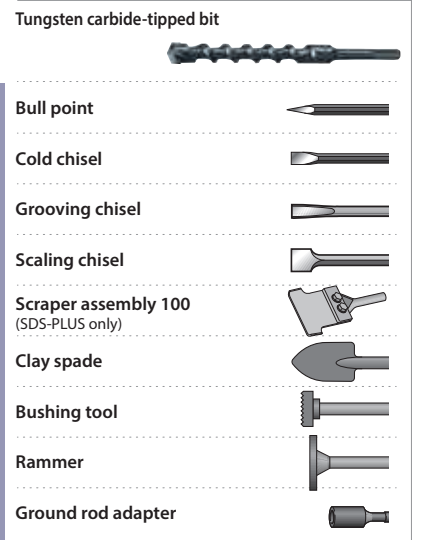 Tungsten carbide-tipped bit
Bull point
Cold chisel
Grooving chisel
Scaling chisel
Scraper assembly 100
(SDS-PLUS only)
Clay spade
Bushing tool
Rammer
Ground rod adapter